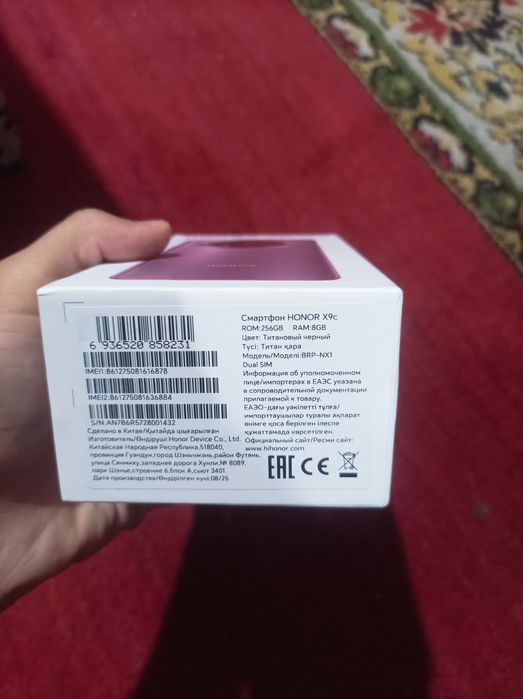 HONOR
6 936520 858231
IMEI1:861275081616878
IMEI2:861275081636884
S/N:AN7B6R5728001432
Сделано в Китае/Қытайда шығарылған
Изготовитель/Өндіруші Honor Device Co., Ltd.
Китайская Народная Республика,518040,
провинция Гуандун,город Шэньчжэнь,район Футянь,
улица Сянмиху,западная дорога Хунли,№ 8089,
парк Шэнье,строение 6,блок А,сьют 3401.
Дата производства/Өндірілген күні:08/25
Смартфон HONOR X9c
ROM:256GB RAM:8GB
Цвет: Титановый черный
Түсі: Титан қара
Модель/Моделі:BRP-NX1
Dual SIM
Информация об уполномоченном
лице/импортерах в ЕАЭС указана
в сопроводительной документации
прилагаемой к товару.
ЕАЭО-дағы уәкілетті тұлға/
импорттаушылар туралы ақпарат
өнімге қоса берілген ілеспе
құжаттамада көрсетілген.
Официальный сайт/Ресми сайт:
www.hihonor.com
EAC CE